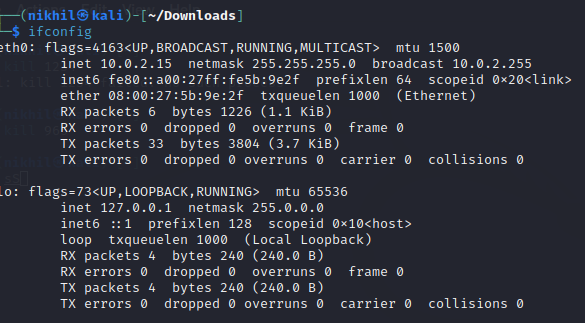 (nikhil㉿kali)-[~/Downloads]
$ ifconfig
eth0: flags=4163<UP,BROADCAST,RUNNING,MULTICAST>  mtu 1500
inet 10.0.2.15  netmask 255.255.255.0  broadcast 10.0.2.255
inet6 fe80::a00:27ff:fe5b:9e2f  prefixlen 64  scopeid 0×20<link>
ether 08:00:27:5b:9e:2f  txqueuelen 1000  (Ethernet)
RX packets 6  bytes 1226 (1.1 KiB)
RX errors 0  dropped 0  overruns 0  frame 0
TX packets 33  bytes 3804 (3.7 KiB)
TX errors 0  dropped 0 overruns 0  carrier 0  collisions 0
lo: flags=73<UP,LOOPBACK,RUNNING>  mtu 65536
inet 127.0.0.1  netmask 255.0.0.0
inet6 ::1  prefixlen 128  scopeid 0×10<host>
loop  txqueuelen 1000  (Local Loopback)
RX packets 4  bytes 240 (240.0 B)
RX errors 0  dropped 0  overruns 0  frame 0
TX packets 4  bytes 240 (240.0 B)
TX errors 0  dropped 0 overruns 0  carrier 0  collisions 0